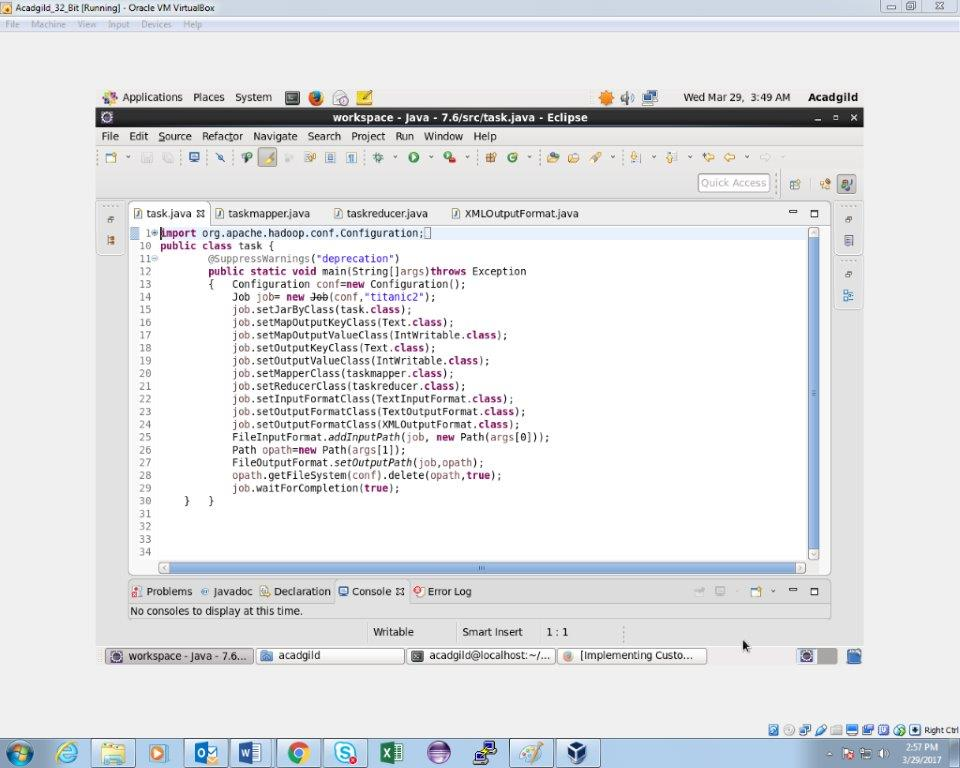 Acadgild_32_Bit [Running] - Oracle VM VirtualBox
File Machine View Input Devices Help
Applications Places System Wed Mar 29, 3:49 AM Acadgild
workspace - Java - 7.6/src/task.java - Eclipse
File Edit Source Refactor Navigate Search Project Run Window Help
Quick Access
task.java taskmapper.java taskreducer.java XMLOutputFormat.java
1 import org.apache.hadoop.conf.Configuration;
10 public class task {
11 @SuppressWarnings("deprecation")
12 public static void main(String[]args)throws Exception
13 { Configuration conf=new Configuration();
14 Job job= new Job(conf,"titanic2");
15 job.setJarByClass(task.class);
16 job.setMapOutputKeyClass(Text.class);
17 job.setMapOutputValueClass(IntWritable.class);
18 job.setOutputKeyClass(Text.class);
19 job.setOutputValueClass(IntWritable.class);
20 job.setMapperClass(taskmapper.class);
21 job.setReducerClass(taskreducer.class);
22 job.setInputFormatClass(TextInputFormat.class);
23 job.setOutputFormatClass(TextOutputFormat.class);
24 job.setOutputFormatClass(XMLOutputFormat.class);
25 FileInputFormat.addInputPath(job, new Path(args[0]));
26 Path opath=new Path(args[1]);
27 FileOutputFormat.setOutputPath(job,opath);
28 opath.getFileSystem(conf).delete(opath,true);
29 job.waitForCompletion(true);
30 } }
31
32
33
34
Problems Javadoc Declaration Console Error Log
No consoles to display at this time.
Writable Smart Insert 1 : 1
workspace - Java - 7.6... acadgild acadgild@localhost:~/... [Implementing Custo...
Right Ctrl
2:57 PM
3/29/2017